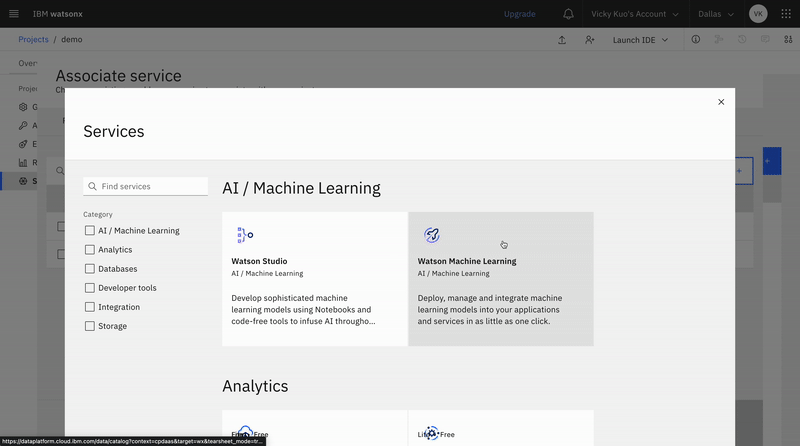 IBM watsonx
Upgrade
Vicky Kuo's Account
Dallas
VK
Projects / demo
Launch IDE
Over
Associate service
Proje
Services
Find services
Category
AI / Machine Learning
Analytics
Databases
Developer tools
Integration
Storage
AI / Machine Learning
Watson Studio
AI / Machine Learning
Develop sophisticated machine
learning models using Notebooks and
code-free tools to infuse AI througho...
Watson Machine Learning
AI / Machine Learning
Deploy, manage and integrate machine
learning models into your applications
and services in as little as one click.
Analytics
Free
Free
https://dataplatform.cloud.ibm.com/data/catalog?context=cpdaas&target=wx&tearsheet_mode=tr...